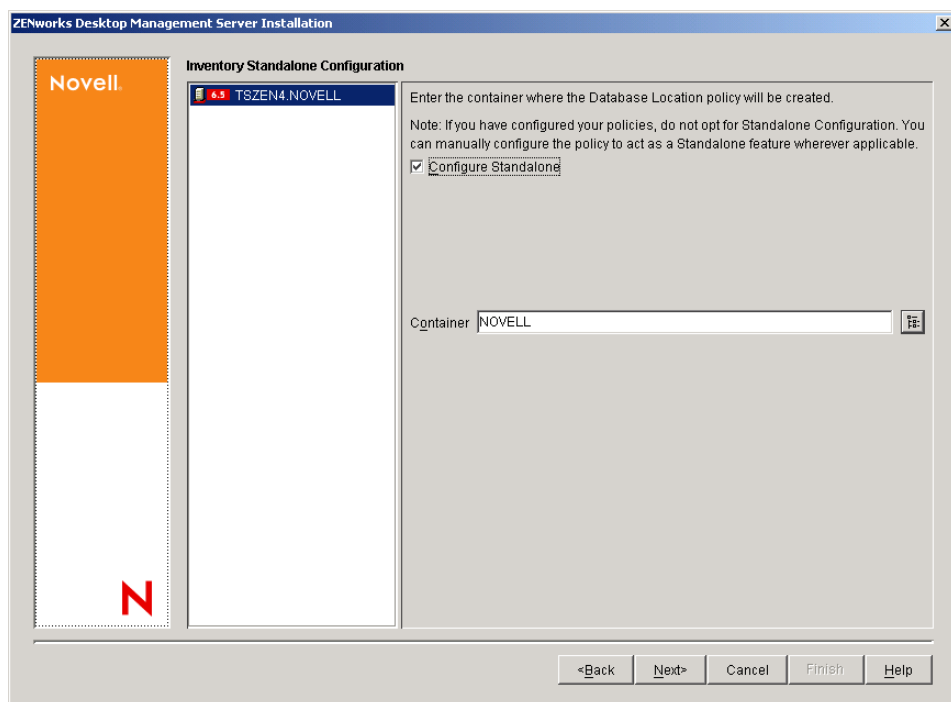 ZENworks Desktop Management Server Installation
Novell.
Inventory Standalone Configuration
6.5 TSZEN4.NOVELL
Enter the container where the Database Location policy will be created.
Note: If you have configured your policies, do not opt for Standalone Configuration. You
can manually configure the policy to act as a Standalone feature wherever applicable.
Configure Standalone
Container NOVELL
N
<Back Next> Cancel Finish Help